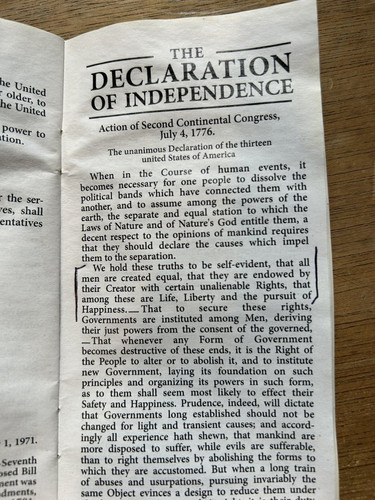 he United
r older, to
the United
power to
ation.
r the ser-
ves, shall
sentatives
1, 1971.
-Seventh
osed Bill
ment was
ndments,
THE
DECLARATION
OF INDEPENDENCE
Action of Second Continental Congress,
July 4, 1776.
The unanimous Declaration of the thirteen
united States of America
When in the Course of human events, it
becomes necessary for one people to dissolve the
political bands which have connected them with
another, and to assume among the powers of the
earth, the separate and equal station to which the
Laws of Nature and of Nature's God entitle them, a
decent respect to the opinions of mankind requires
that they should declare the causes which impel
them to the separation.
We hold these truths to be self-evident, that all
men are created equal, that they are endowed by
their Creator with certain unalienable Rights, that
among these are Life, Liberty and the pursuit of
Happiness.—That to secure these rights,
Governments are instituted among Men, deriving
their just powers from the consent of the governed,
—That whenever any Form of Government
becomes destructive of these ends, it is the Right of
the People to alter or to abolish it, and to institute
new Government, laying its foundation on such
principles and organizing its powers in such form,
as to them shall seem most likely to effect their
Safety and Happiness. Prudence, indeed, will dictate
that Governments long established should not be
changed for light and transient causes; and accord-
ingly all experience hath shewn, that mankind are
more disposed to suffer, while evils are sufferable,
than to right themselves by abolishing the forms to
which they are accustomed. But when a long train
of abuses and usurpations, pursuing invariably the
same Object evinces a design to reduce them under